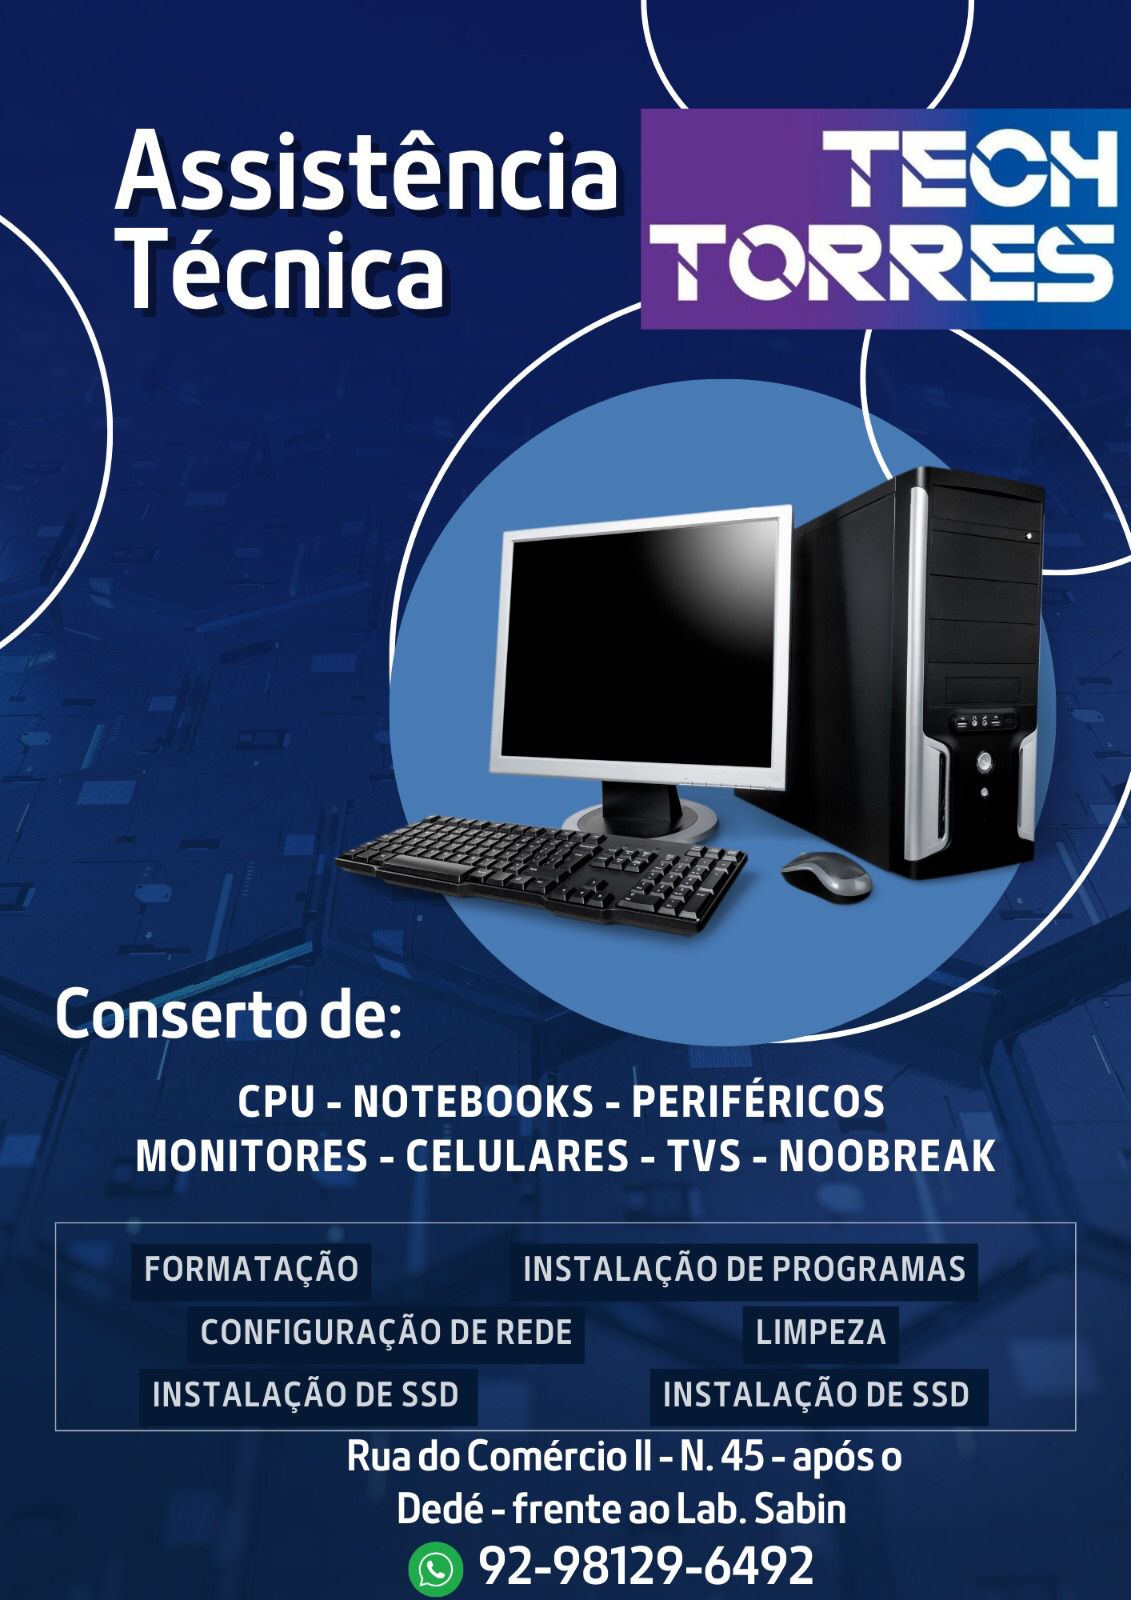 Assistência
Técnica
TECH
TORRES
Conserto de:
CPU - NOTEBOOKS - PERIFÉRICOS
MONITORES - CELULARES - TVS - NOOBREAK
FORMATAÇÃO INSTALAÇÃO DE PROGRAMAS
CONFIGURAÇÃO DE REDE LIMPEZA
INSTALAÇÃO DE SSD INSTALAÇÃO DE SSD
Rua do Comércio II - N. 45 - após o
Dedé - frente ao Lab. Sabin
92-98129-6492